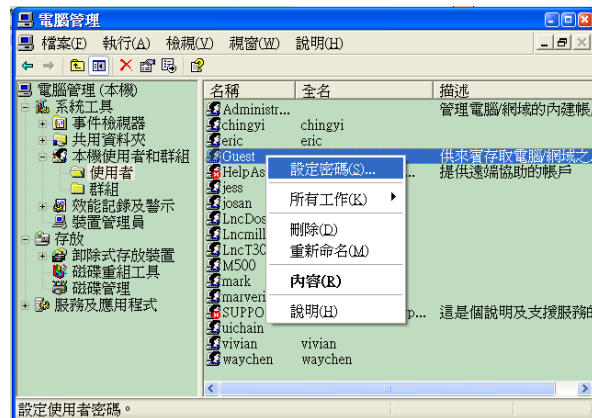 電腦管理
檔案(F) 執行(A) 檢視(V) 視窗(W) 說明(H)
電腦管理 (本機)
系統工具
事件檢視器
共用資料夾
本機使用者和群組
使用者
群組
效能記錄及警示
裝置管理員
存放
卸除式存放裝置
磁碟重組工具
磁碟管理
服務及應用程式
名稱 全名 描述
Administr... 管理電腦/網域的內建帳
chingyi chingyi
eric eric
Guest 供來賓存取電腦/網域之
HelpAs ... 提供遠端協助的帳戶
jess
josan
LncDos
Lncmill
LncT30
M500
mark
marveri
SUPPO p... 這是個說明及支援服務的
uichain
vivian vivian
waychen waychen
設定密碼(S)...
所有工作(K)
刪除(D)
重新命名(M)
內容(R)
說明(H)
設定使用者密碼。